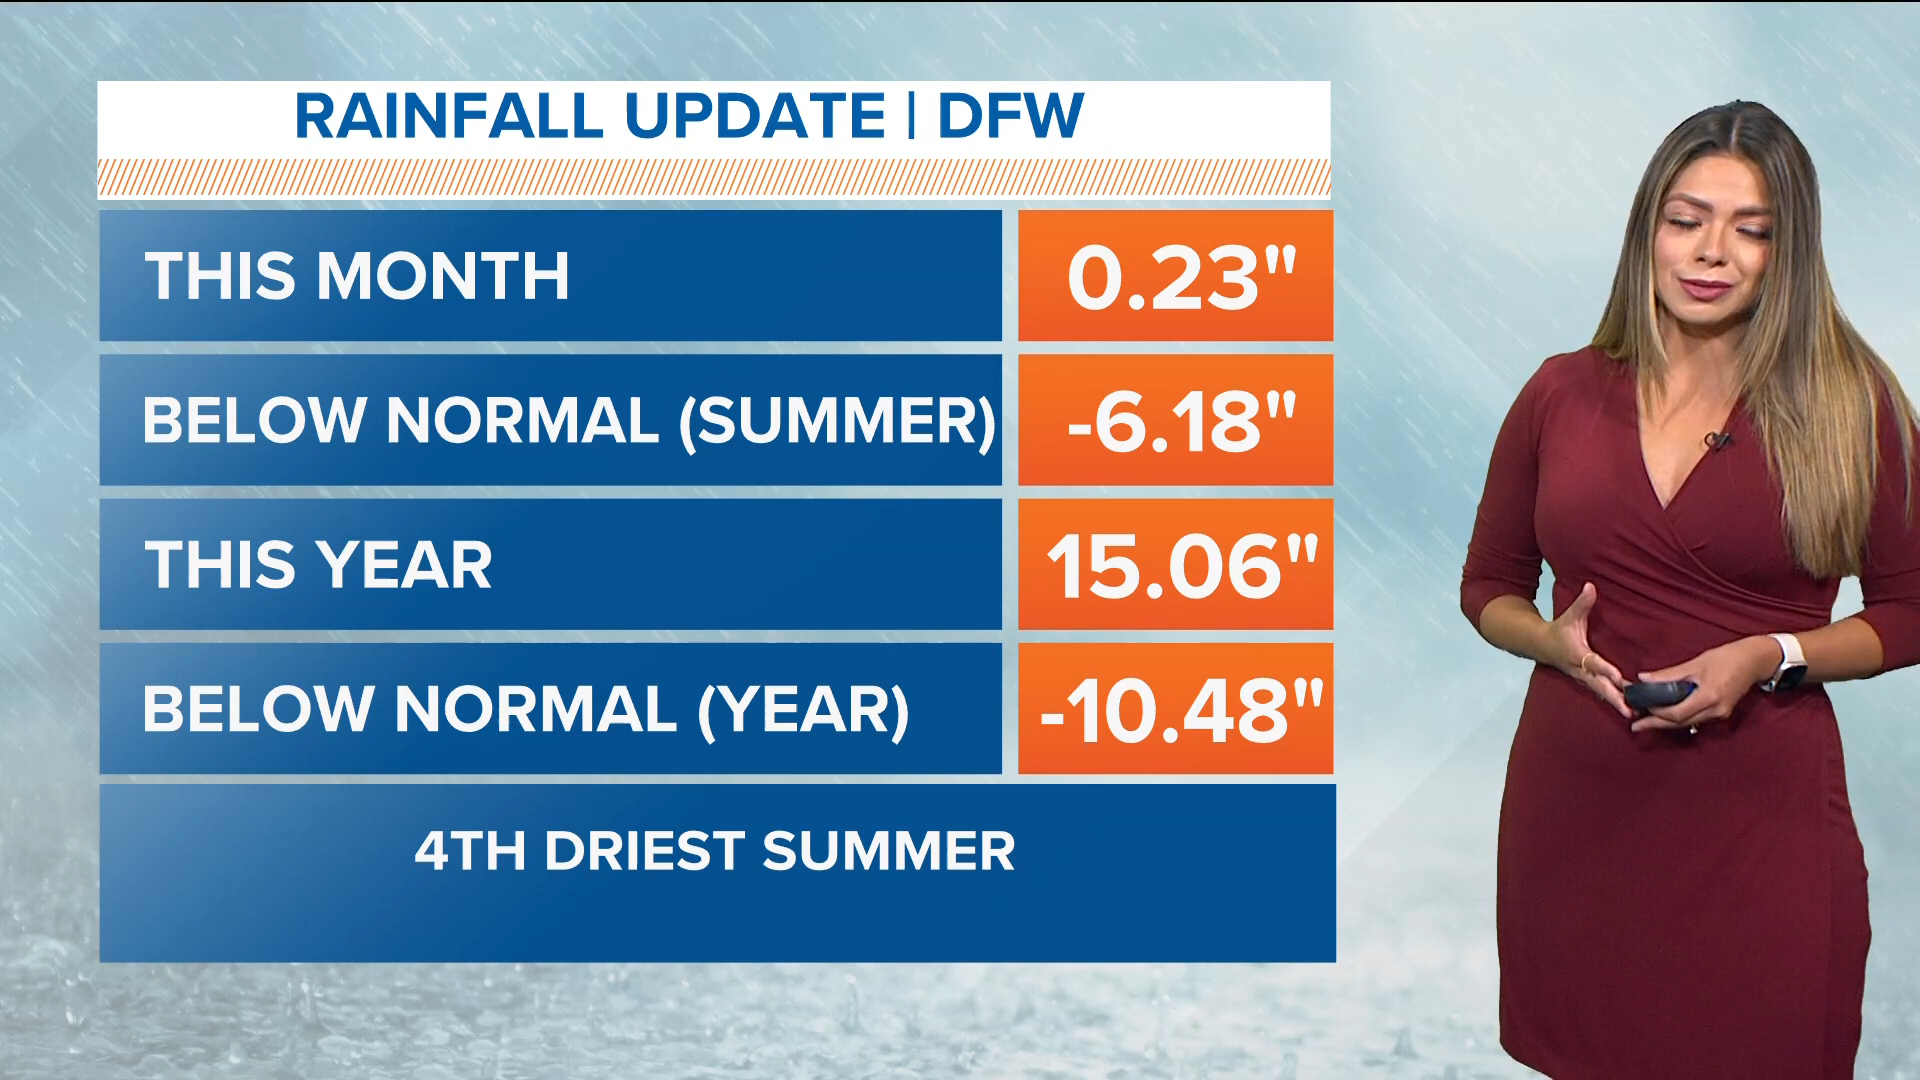 RAINFALL UPDATE | DFW
THIS MONTH 0.23"
BELOW NORMAL (SUMMER) -6.18"
THIS YEAR 15.06"
BELOW NORMAL (YEAR) -10.48"
4TH DRIEST SUMMER